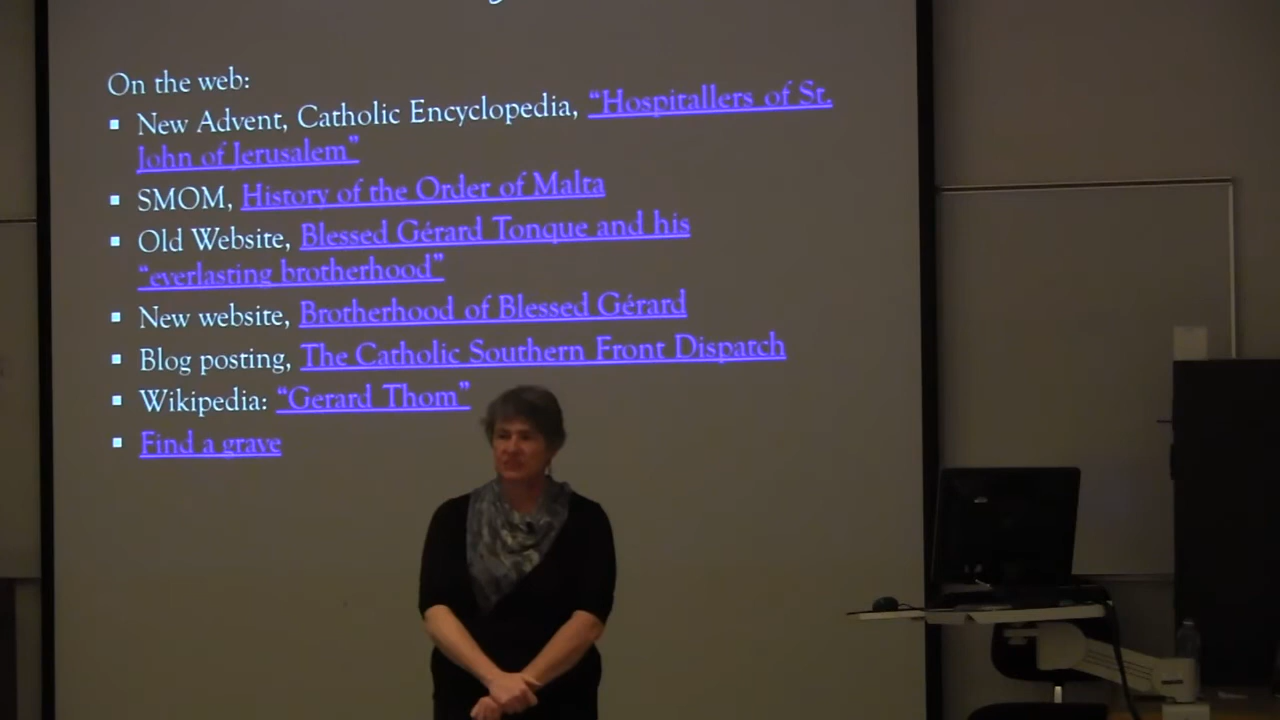 On the web:
▪ New Advent, Catholic Encyclopedia, “Hospitallers of St.
John of Jerusalem”
▪ SMOM, History of the Order of Malta
▪ Old Website, Blessed Gérard Tonque and his
“everlasting brotherhood”
▪ New website, Brotherhood of Blessed Gérard
▪ Blog posting, The Catholic Southern Front Dispatch
▪ Wikipedia: “Gerard Thom”
▪ Find a grave